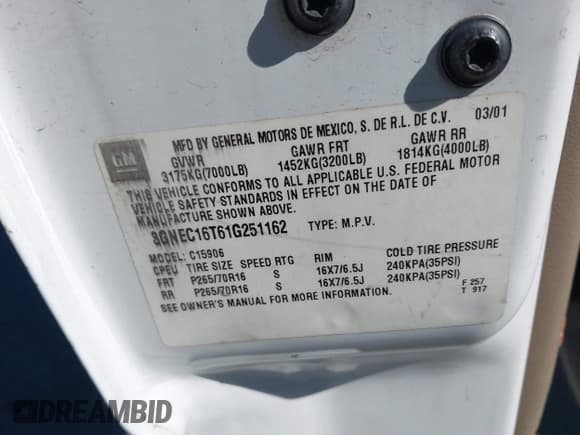 GM
MFD BY GENERAL MOTORS DE MEXICO, S. DE R.L. DE C.V. 03/01
GVWR GAWR FRT GAWR RR
3175KG(7000LB) 1452KG(3200LB) 1814KG(4000LB)
THIS VEHICLE CONFORMS TO ALL APPLICABLE U.S. FEDERAL MOTOR
VEHICLE SAFETY STANDARDS IN EFFECT ON THE DATE OF
MANUFACTURE SHOWN ABOVE.
3GNEC16T61G251162 TYPE: M.P.V.
MODEL: C15906
CPEU TIRE SIZE SPEED RTG RIM COLD TIRE PRESSURE
FRT P265/70R16 S 16X7/6.5J 240KPA(35PSI)
RR P265/70R16 S 16X7/6.5J 240KPA(35PSI)
SEE OWNER'S MANUAL FOR MORE INFORMATION. F 257
T 917
DREAMBID